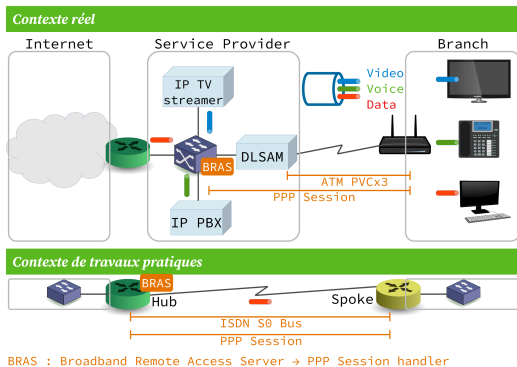 Contexte réel
Internet
Service Provider
Branch
IP TV
streamer
Video
Voice
Data
BRAS
DLSAM
ATM PVCx3
PPP Session
IP PBX
Contexte de travaux pratiques
BRAS
Hub
Spoke
ISDN S0 Bus
PPP Session
BRAS : Broadband Remote Access Server → PPP Session handler